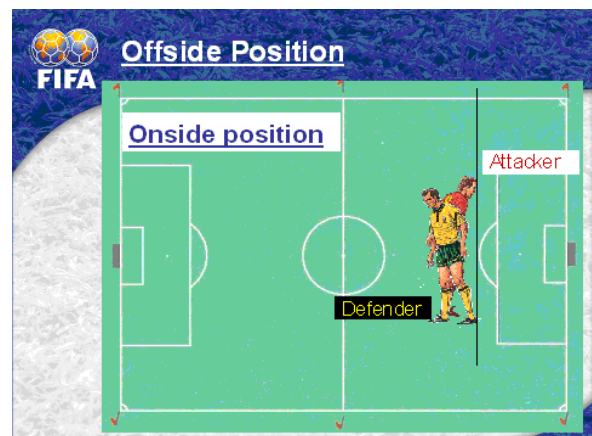 Offside Position
FIFA
Onside position
Attacker
Defender